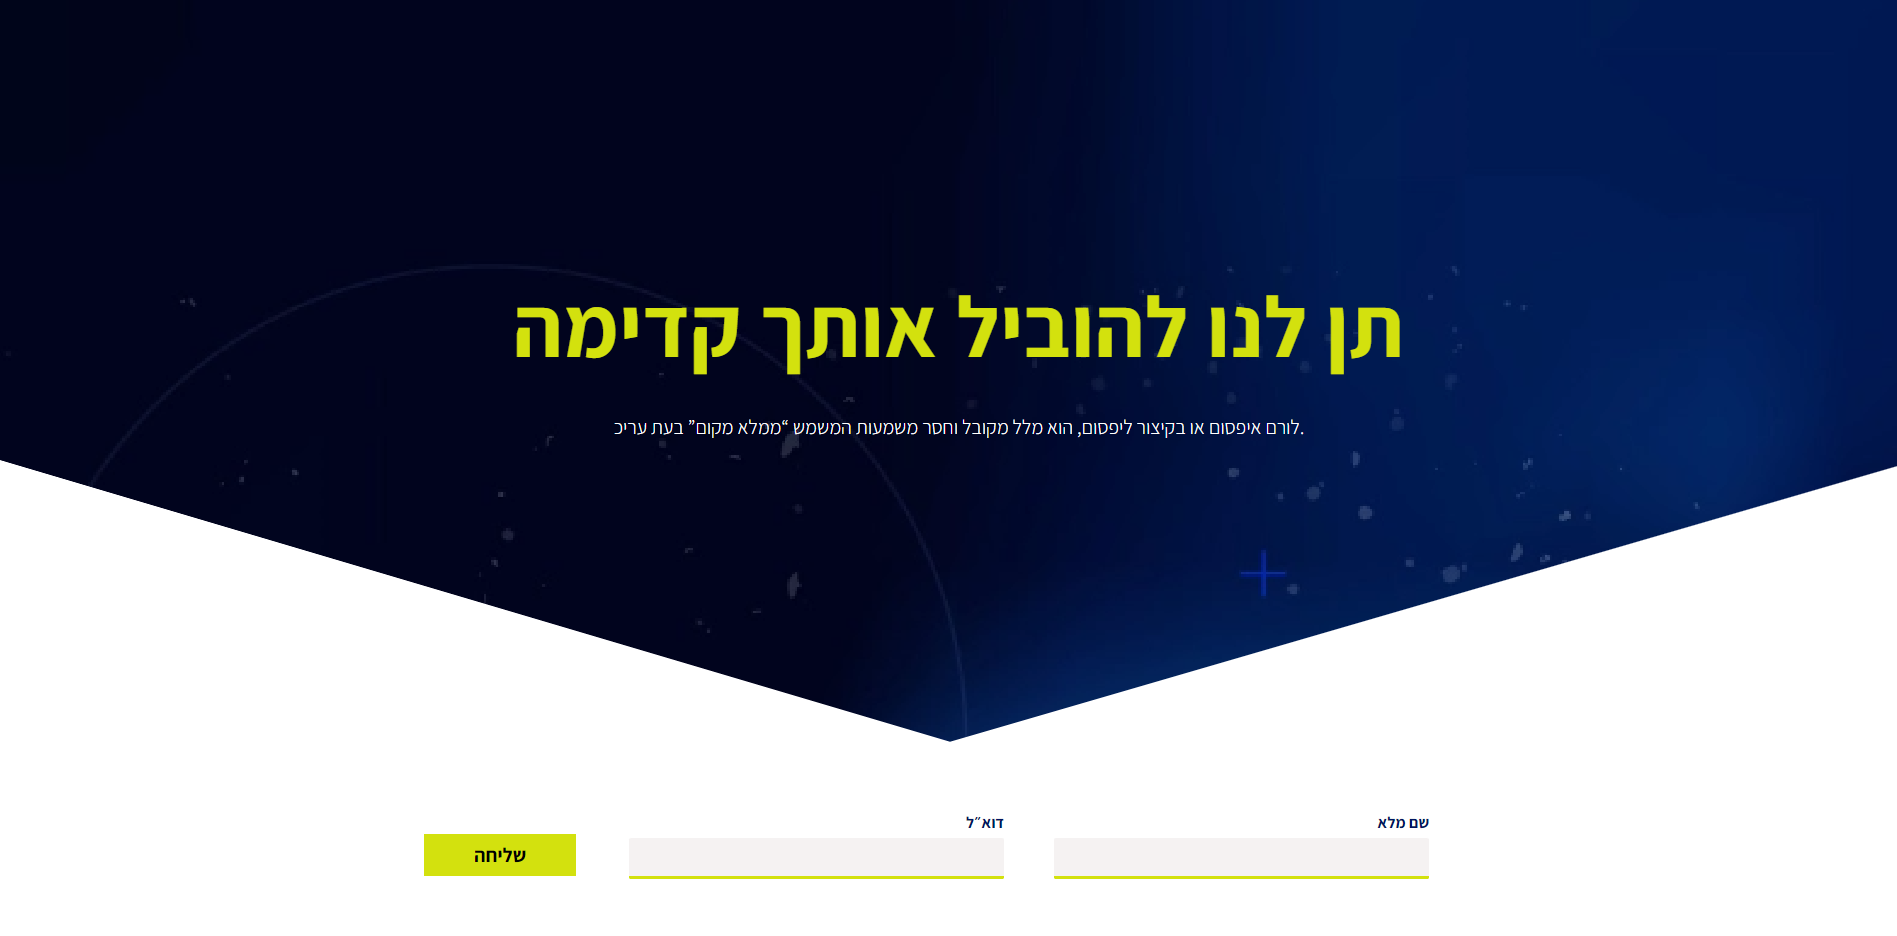 תן לנו להוביל אותך קדימה
לורם איפסום או בקיצור ליפסום, הוא מלל מקובל וחסר משמעות המשמש “ממלא מקום” בעת עריכ.
שם מלא
דוא״ל
שליחה